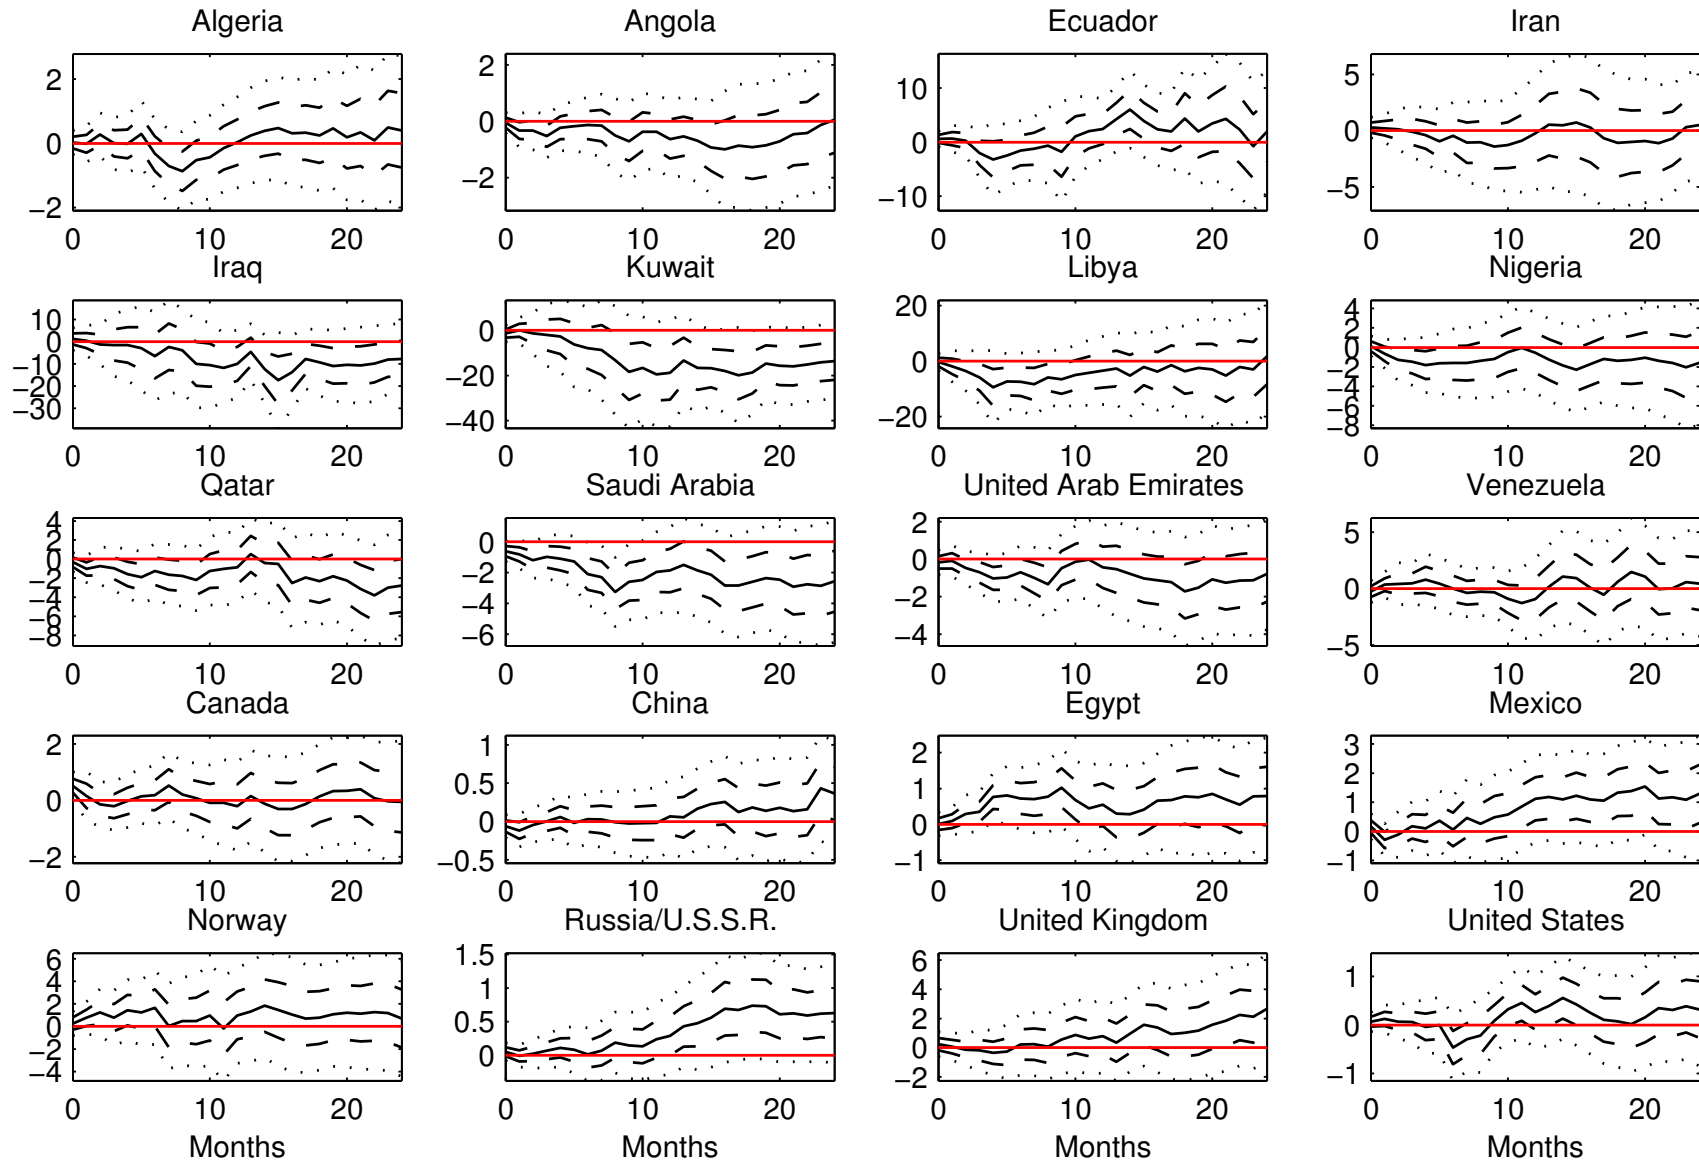 Algeria Angola Ecuador Iran
2 2 10 5
0 0 0 0
−2 −2 −10 −5
0 10 20 0 10 20 0 10 20 0 10 20
Iraq Kuwait Libya Nigeria
10 0 20 4
0 −20 0 2
−10 −40 −20 0
−20 −2
−30 −4
−6
−8
0 10 20 0 10 20 0 10 20 0 10 20
Qatar Saudi Arabia United Arab Emirates Venezuela
4 0 2 5
2 −2 0 0
0 −4 −2 −5
−2 −6 −4
−4
−6
−8
0 10 20 0 10 20 0 10 20 0 10 20
Canada China Egypt Mexico
2 1 2 3
0 0.5 1 2
−2 0 0 1
−0.5 −1 0
−1
0 10 20 0 10 20 0 10 20 0 10 20
Norway Russia/U.S.S.R. United Kingdom United States
6 1.5 6 1
4 1 4 0
2 0.5 2 −1
0 0 0
−2 −2
−4
0 10 20 0 10 20 0 10 20 0 10 20
Months Months Months Months